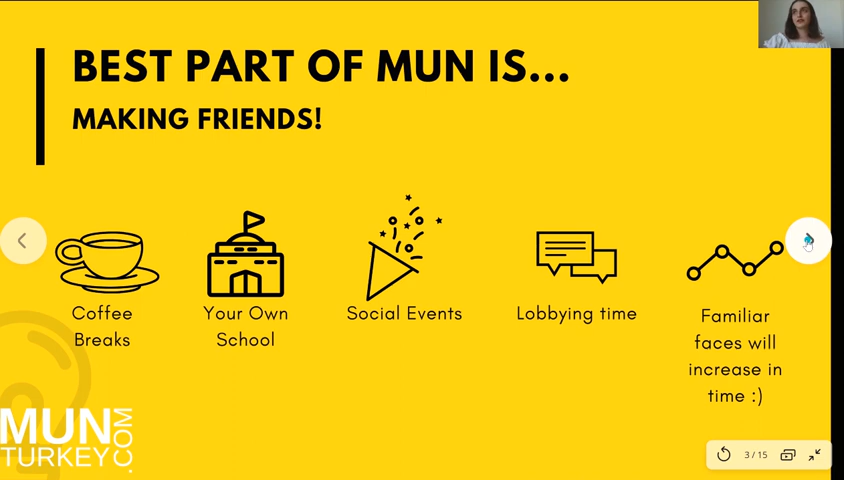 BEST PART OF MUN IS...
MAKING FRIENDS!
Coffee
Breaks
Your Own
School
Social Events
Lobbying time
Familiar
faces will
increase in
time :)
MUN
TURKEY
.COM
3 / 15